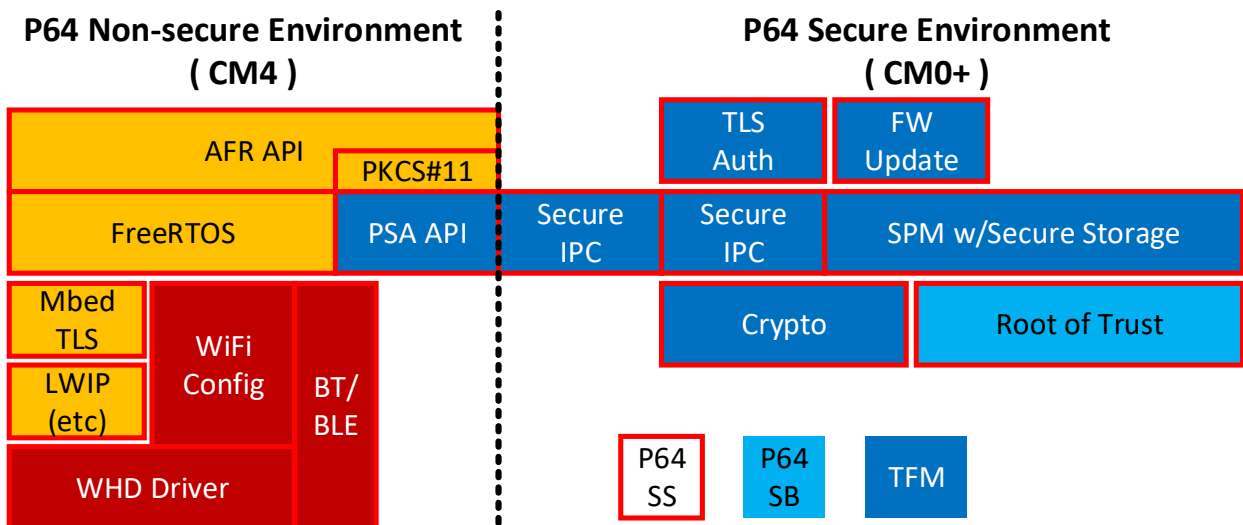 P64 Non-secure Environment
( CM4 )
P64 Secure Environment
( CM0+ )
AFR API
PKCS#11
TLS
Auth
FW
Update
FreeRTOS
PSA API
Secure
IPC
Secure
IPC
SPM w/Secure Storage
Mbed
TLS
WiFi
Config
BT/
BLE
LWIP
(etc)
WHD Driver
Crypto
Root of Trust
P64
SS
P64
SB
TFM